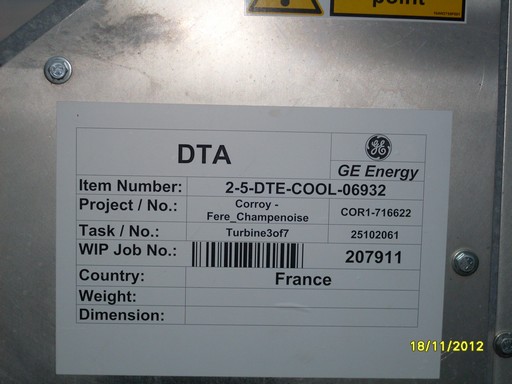 point
DTA
GE Energy
Item Number: 2-5-DTE-COOL-06932
Project / No.: Corroy - Fere_Champenoise COR1-716622
Task / No.: Turbine3of7 25102061
WIP Job No.: 207911
Country: France
Weight:
Dimension:
18/11/2012